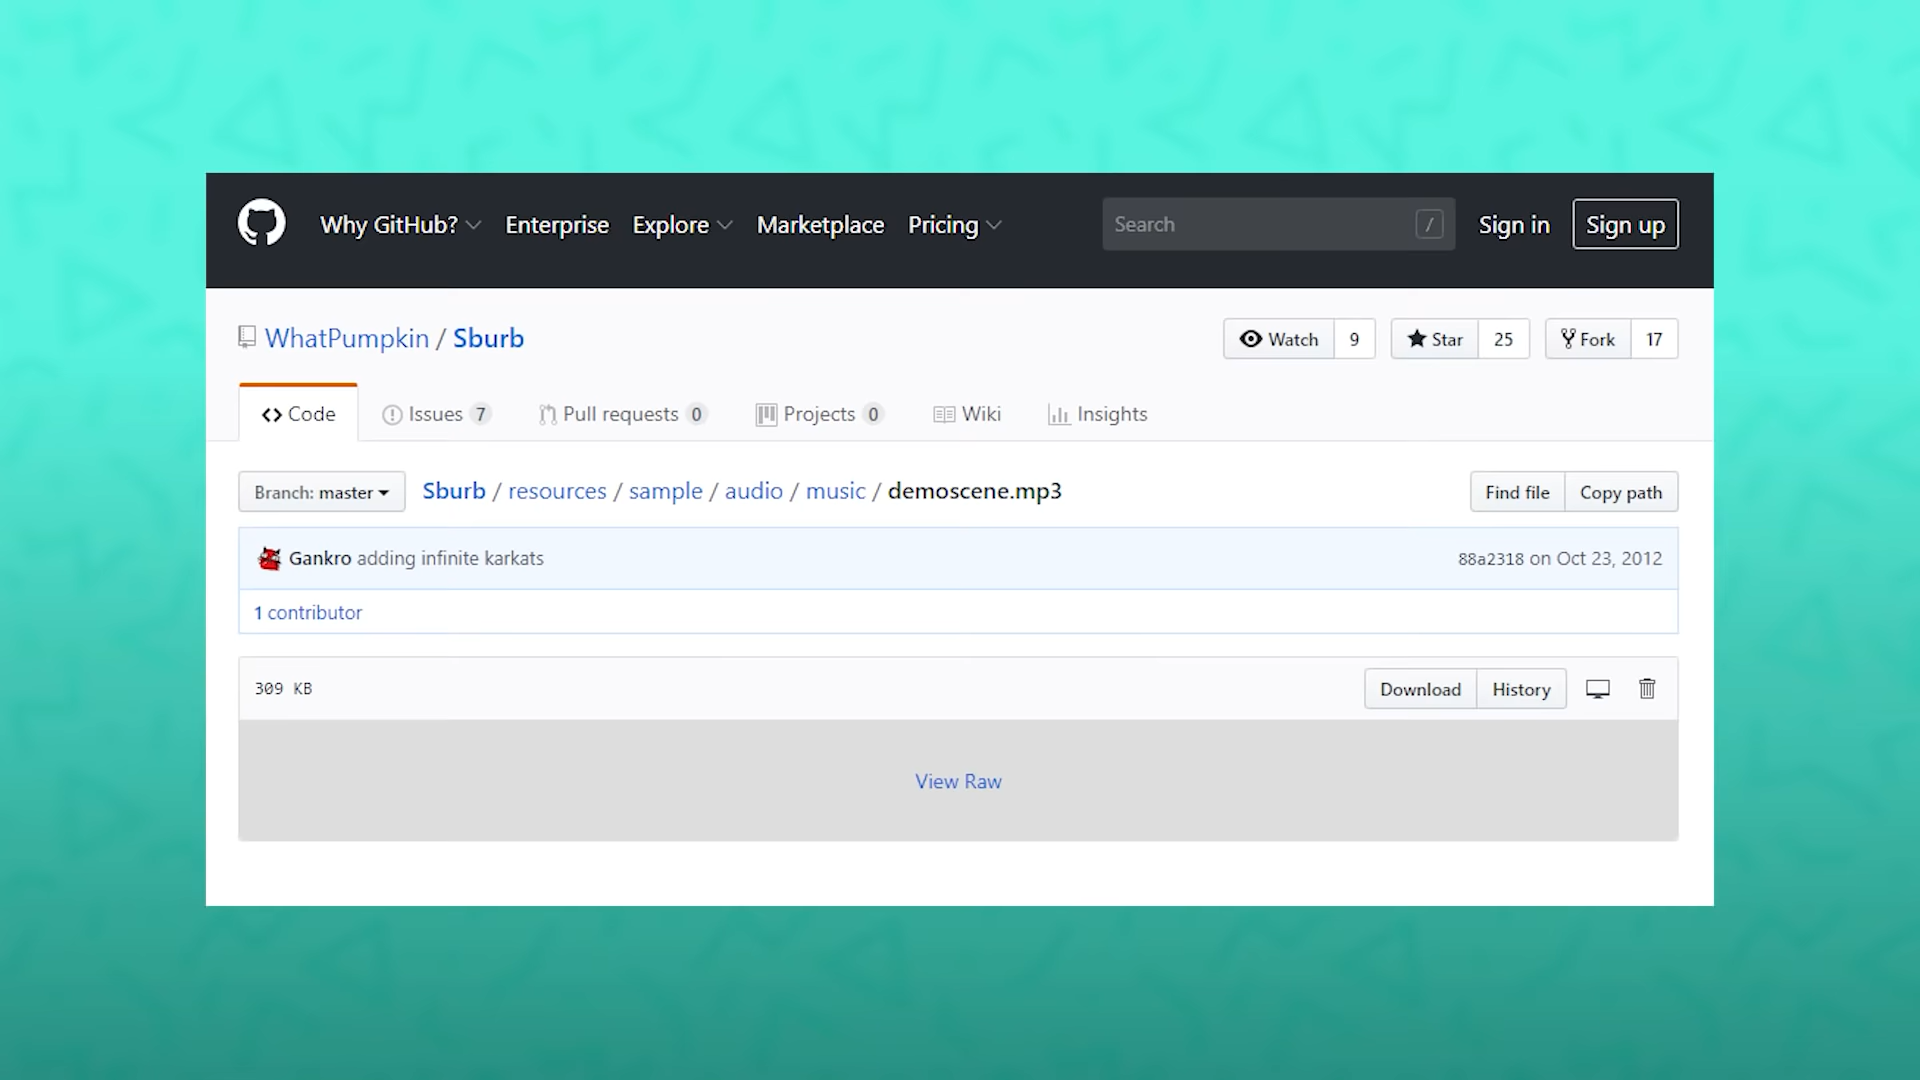 Why GitHub? Enterprise Explore Marketplace Pricing Search / Sign in Sign up
WhatPumpkin / Sburb Watch 9 Star 25 Fork 17
Code Issues 7 Pull requests 0 Projects 0 Wiki Insights
Branch: master Sburb / resources / sample / audio / music / demoscene.mp3 Find file Copy path
Gankro adding infinite karkats 88a2318 on Oct 23, 2012
1 contributor
309 KB Download History
View Raw